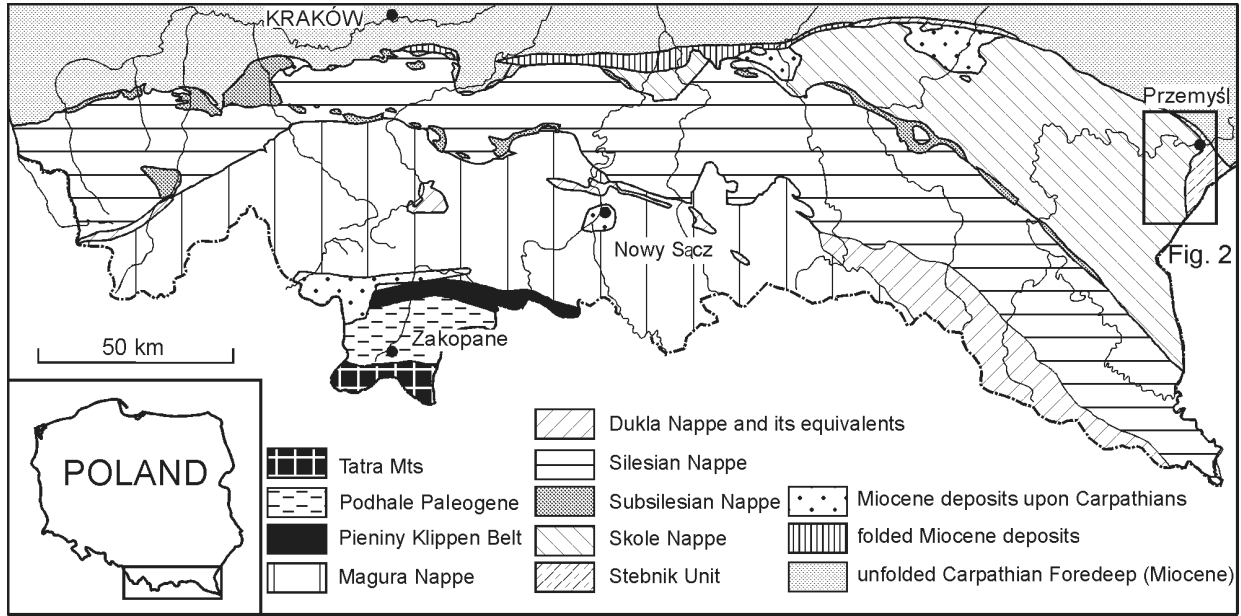 KRAKÓW
Przemyśl
Nowy Sącz
Fig. 2
Zakopane
50 km
POLAND
Tatra Mts
Podhale Paleogene
Pieniny Klippen Belt
Magura Nappe
Dukla Nappe and its equivalents
Silesian Nappe
Subsilesian Nappe
Skole Nappe
Stebnik Unit
Miocene deposits upon Carpathians
folded Miocene deposits
unfolded Carpathian Foredeep (Miocene)